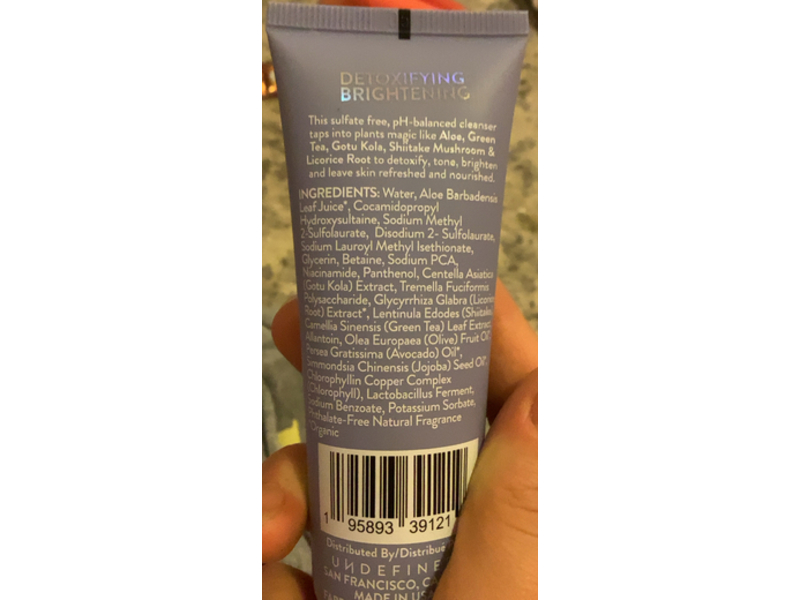 DETOXIFYING
BRIGHTENING
This sulfate free, pH-balanced cleanser
taps into plants magic like Aloe, Green
Tea, Gotu Kola, Shiitake Mushroom &
Licorice Root to detoxify, tone, brighten
and leave skin refreshed and nourished.
INGREDIENTS: Water, Aloe Barbadensis
Leaf Juice*, Cocamidopropyl
Hydroxysultaine, Sodium Methyl
2-Sulfolaurate, Disodium 2- Sulfolaurate,
Sodium Lauroyl Methyl Isethionate,
Glycerin, Betaine, Sodium PCA,
Niacinamide, Panthenol, Centella Asiatica
(Gotu Kola) Extract, Tremella Fuciformis
Polysaccharide, Glycyrrhiza Glabra (Licorice
Root) Extract*, Lentinula Edodes (Shiitake)
Camellia Sinensis (Green Tea) Leaf Extract
Allantoin, Olea Europaea (Olive) Fruit Oil*
Persea Gratissima (Avocado) Oil*,
Simmondsia Chinensis (Jojoba) Seed Oil*
Chlorophyllin Copper Complex
(Chlorophyll), Lactobacillus Ferment,
Sodium Benzoate, Potassium Sorbate,
Phthalate-Free Natural Fragrance
*Organic
1 95893 39121
Distributed By/Distribué
UNDEFINE
SAN FRANCISCO, CA
MADE IN US